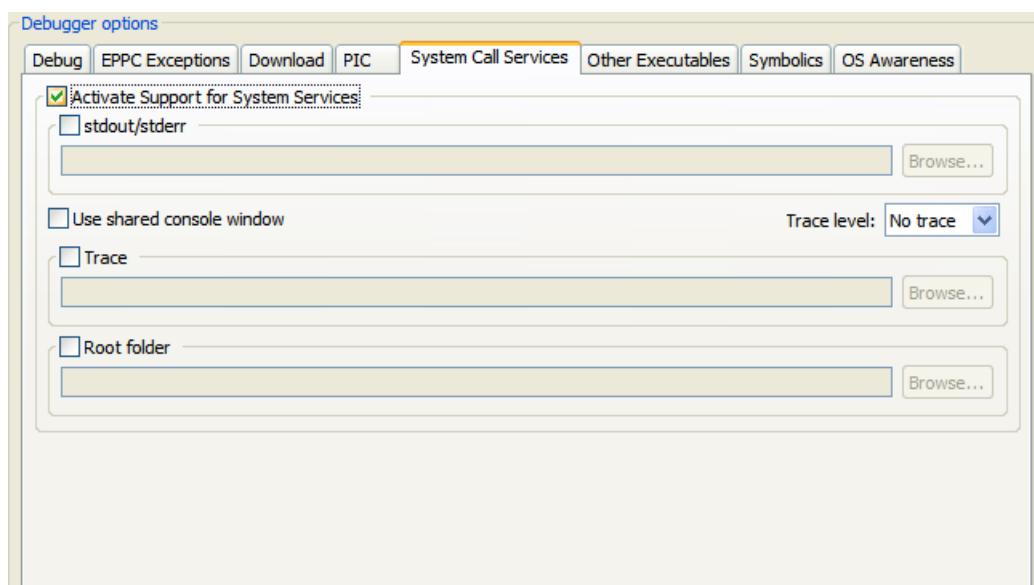 Debugger options
Debug EPPC Exceptions Download PIC System Call Services Other Executables Symbolics OS Awareness
Activate Support for System Services
stdout/stderr
Browse...
Use shared console window Trace level: No trace
Trace
Browse...
Root folder
Browse...